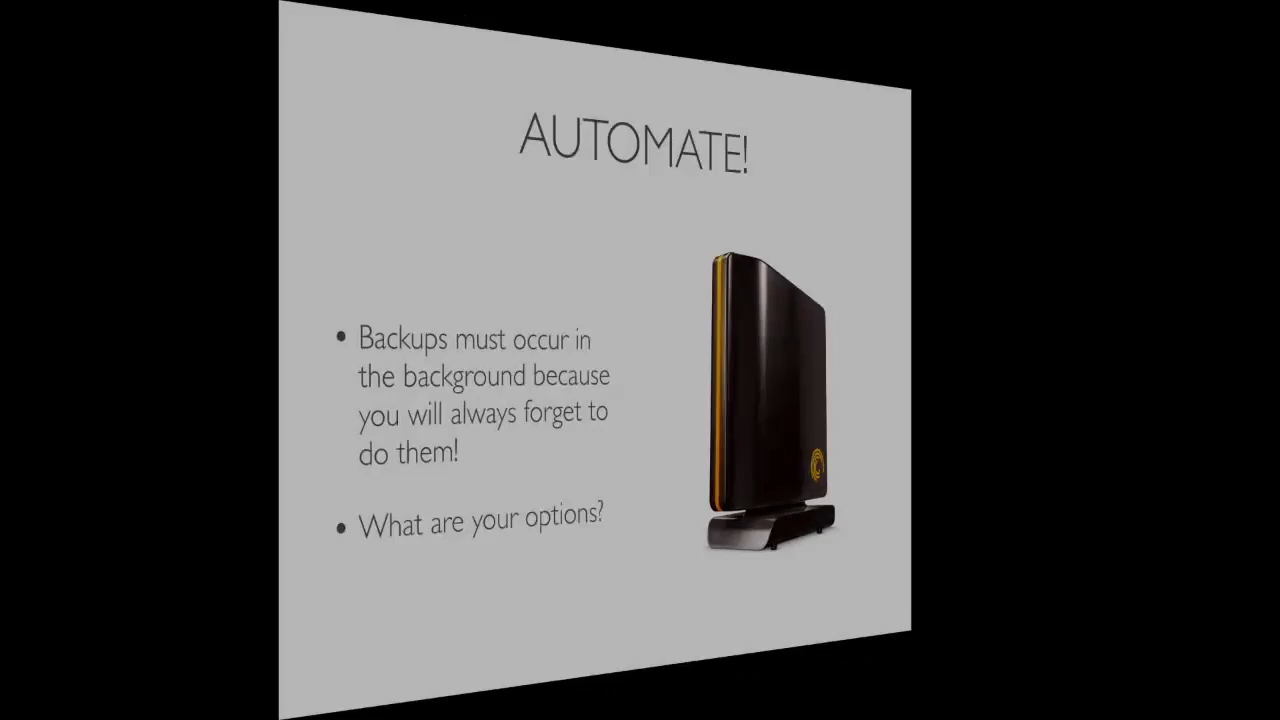 AUTOMATE!
• Backups must occur in
the background because
you will always forget to
do them!
• What are your options?